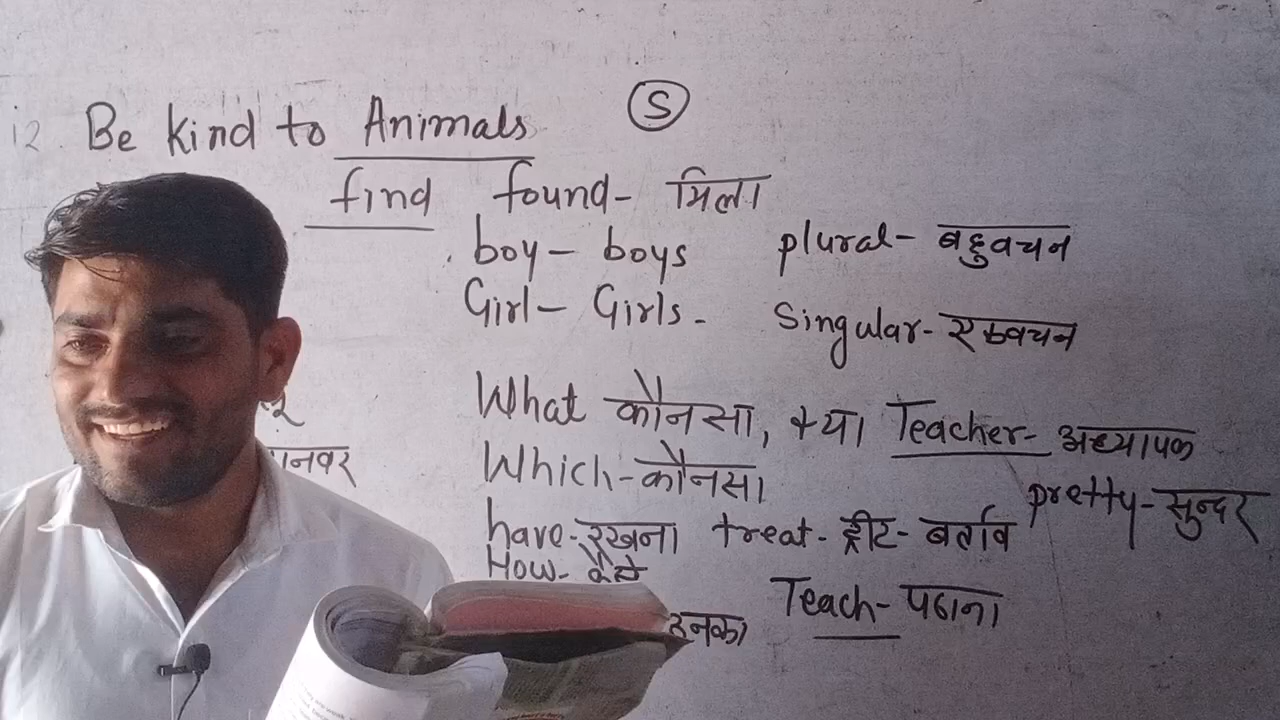 12. Be kind to Animals Ⓢ
find found- मिला
boy- boys plural- बहुवचन
Girl- Girls. Singular- एकवचन
What कौनसा, क्या Teacher- अध्यापक
Which-कौनसा pretty-सुन्दर
have-रखना treat-ट्रीट-बर्ताव
How- कैसे
उनका Teach- पढाना